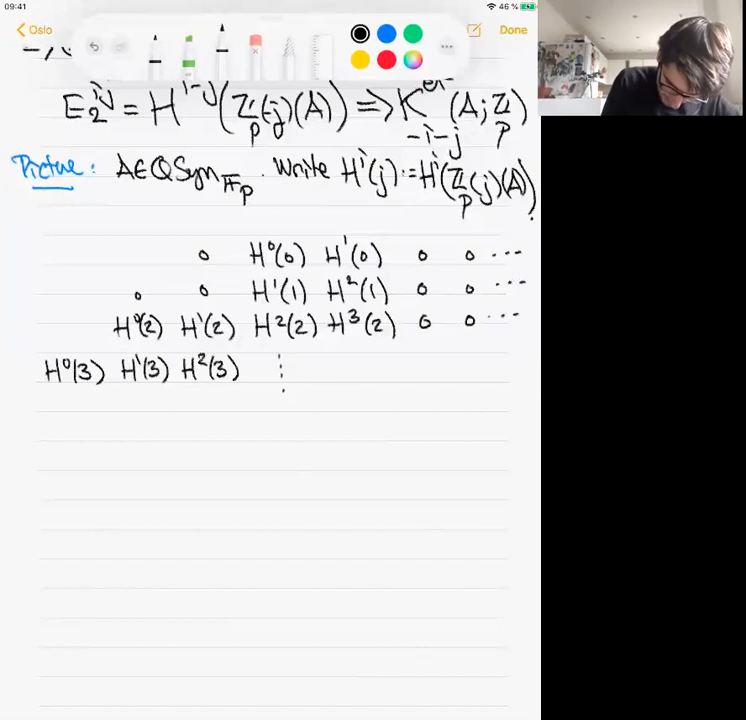 09:41
46 %
Oslo
Done
E_2^{ij} = H^{i-j}(Z_p(j)(A)) ⇒ K^{ét}_{-i-j}(A; Z_p)
Picture: A ∈ QSyn_{F_p}. Write H^i(j) := H^i(Z_p(j)(A)).
0 H^0(0) H^1(0) 0 0 ...
0 0 H^1(1) H^2(1) 0 0 ...
H^0(2) H^1(2) H^2(2) H^3(2) 0 0 ...
H^0(3) H^1(3) H^2(3) ⋮